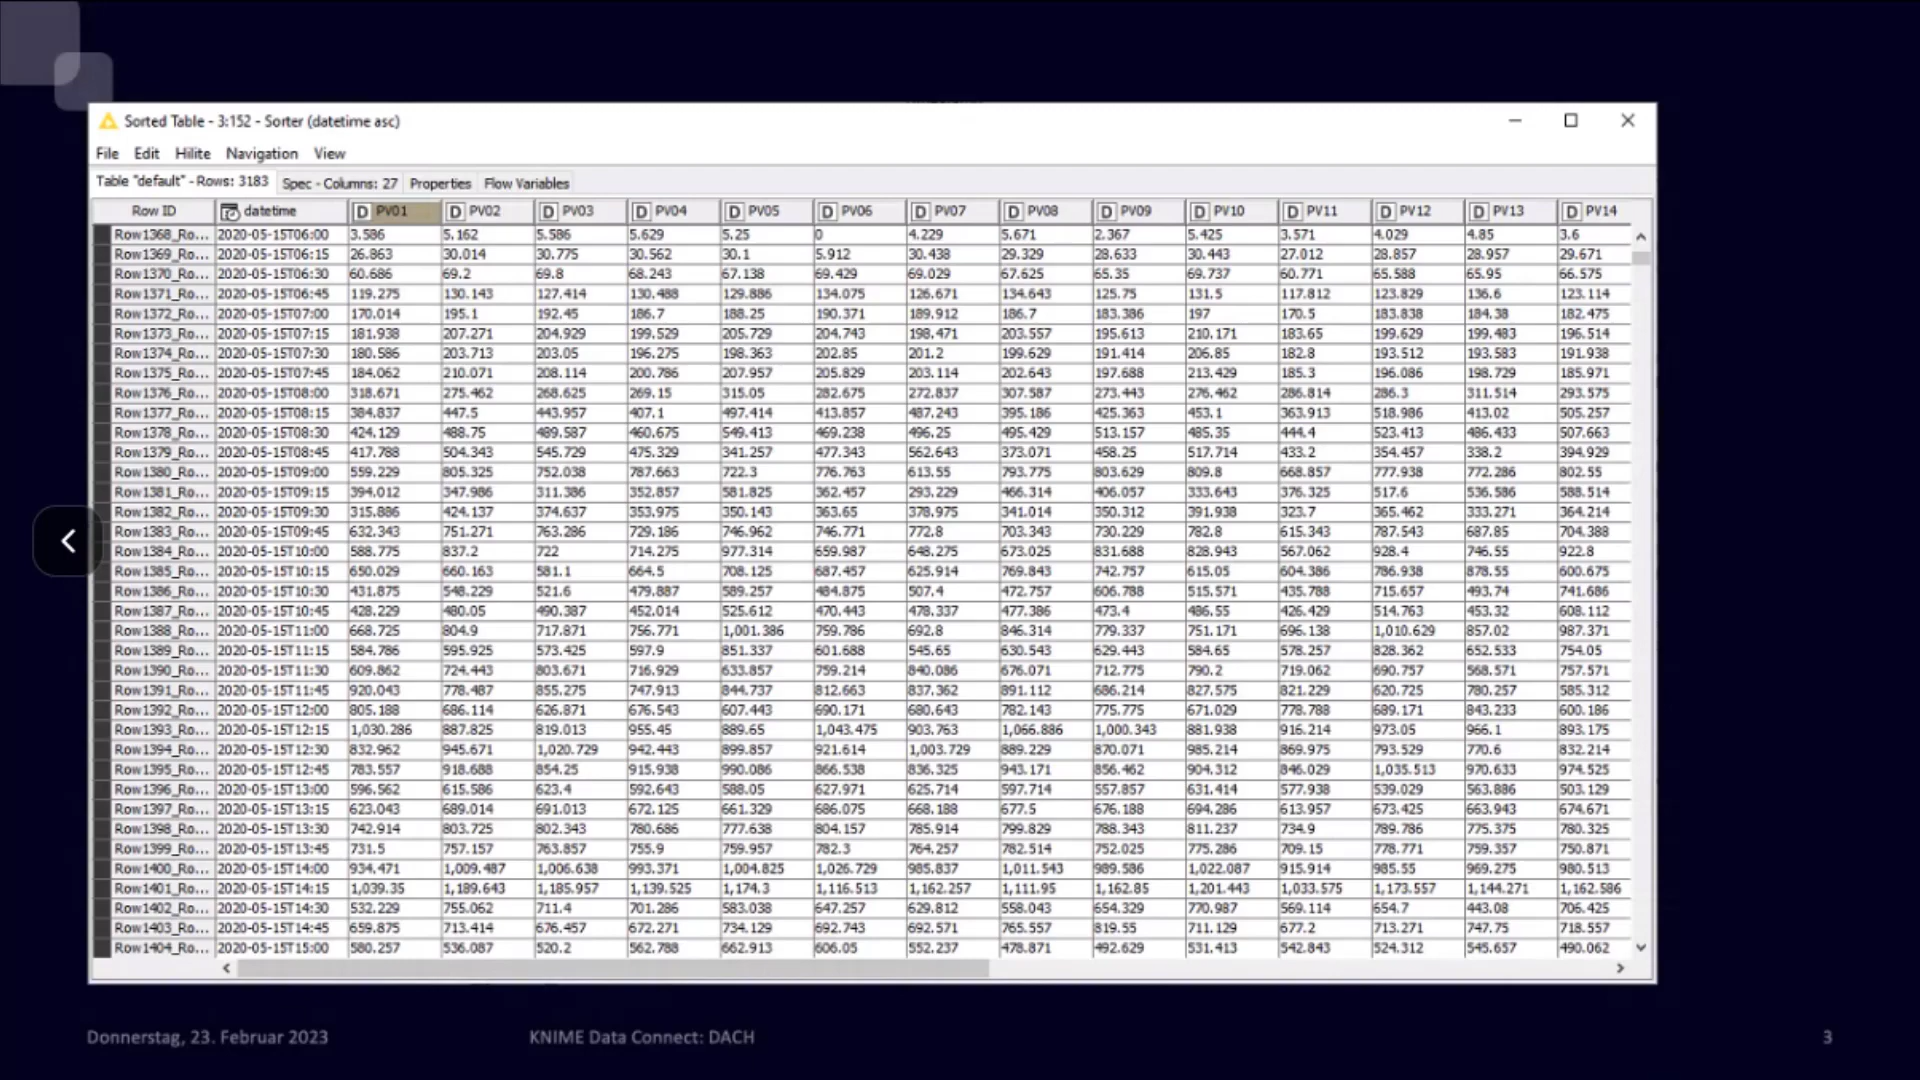 Sorted Table - 3:152 - Sorter (datetime asc)
File Edit Hilite Navigation View
Table "default" - Rows: 3183 Spec - Columns: 27 Properties Flow Variables
Row ID datetime D PV01 D PV02 D PV03 D PV04 D PV05 D PV06 D PV07 D PV08 D PV09 D PV10 D PV11 D PV12 D PV13 D PV14
Row1368_Ro... 2020-05-15T06:00 3.586 5.162 5.586 5.629 5.25 0 4.229 5.671 2.367 5.425 3.571 4.029 4.85 3.6
Row1369_Ro... 2020-05-15T06:15 26.863 30.014 30.775 30.562 30.1 5.912 30.438 29.329 28.633 30.443 27.012 28.857 28.957 29.671
Row1370_Ro... 2020-05-15T06:30 60.686 69.2 69.8 68.243 67.138 69.429 69.029 67.625 65.35 69.737 60.771 65.588 65.95 66.575
Row1371_Ro... 2020-05-15T06:45 119.275 130.143 127.414 130.488 129.886 134.075 126.671 134.643 125.75 131.5 117.812 123.829 136.6 123.114
Row1372_Ro... 2020-05-15T07:00 170.014 195.1 192.45 186.7 188.25 190.371 189.912 186.7 183.386 197 170.5 183.838 184.38 182.475
Row1373_Ro... 2020-05-15T07:15 181.938 207.271 204.929 199.529 205.729 204.743 198.471 203.557 195.613 210.171 183.65 199.629 199.483 196.514
Row1374_Ro... 2020-05-15T07:30 180.586 203.713 203.05 196.275 198.363 202.85 201.2 199.629 191.414 206.85 182.8 193.512 193.583 191.938
Row1375_Ro... 2020-05-15T07:45 184.062 210.071 208.114 200.786 207.957 205.829 203.114 202.643 197.688 213.429 185.3 196.086 198.729 185.971
Row1376_Ro... 2020-05-15T08:00 318.671 275.462 268.625 269.15 315.05 282.675 272.837 307.587 273.443 276.462 286.814 286.3 311.514 293.575
Row1377_Ro... 2020-05-15T08:15 384.837 447.5 443.957 407.1 497.414 413.857 487.243 395.186 425.363 453.1 363.913 518.986 413.02 505.257
Row1378_Ro... 2020-05-15T08:30 424.129 488.75 489.587 460.675 549.413 469.238 496.25 495.429 513.157 485.35 444.4 523.413 486.433 507.663
Row1379_Ro... 2020-05-15T08:45 417.788 504.343 545.729 475.329 341.257 477.343 562.643 373.071 458.25 517.714 433.2 354.457 338.2 394.929
Row1380_Ro... 2020-05-15T09:00 559.229 805.325 752.038 787.663 722.3 776.763 613.55 793.775 803.629 809.8 668.857 777.938 772.286 802.55
Row1381_Ro... 2020-05-15T09:15 394.012 347.986 311.386 352.857 581.825 362.457 293.229 466.314 406.057 333.643 376.325 517.6 536.586 588.514
Row1382_Ro... 2020-05-15T09:30 315.886 424.137 374.637 353.975 350.143 363.65 378.975 341.014 350.312 391.938 323.7 365.462 333.271 364.214
Row1383_Ro... 2020-05-15T09:45 632.343 751.271 763.286 729.186 746.962 746.771 772.8 703.343 730.229 782.8 615.343 787.543 687.85 704.388
Row1384_Ro... 2020-05-15T10:00 588.775 837.2 722 714.275 977.314 659.987 648.275 673.025 831.688 828.943 567.062 928.4 746.55 922.8
Row1385_Ro... 2020-05-15T10:15 650.029 660.163 581.1 664.5 708.125 687.457 625.914 769.843 742.757 615.05 604.386 786.938 878.55 600.675
Row1386_Ro... 2020-05-15T10:30 431.875 548.229 521.6 479.887 589.257 484.875 507.4 472.757 606.788 515.571 435.788 715.657 493.74 741.686
Row1387_Ro... 2020-05-15T10:45 428.229 480.05 490.387 452.014 525.612 470.443 478.337 477.386 473.4 486.55 426.429 514.763 453.32 608.112
Row1388_Ro... 2020-05-15T11:00 668.725 804.9 717.871 756.771 1,001.386 759.786 692.8 846.314 779.337 751.171 696.138 1,010.629 857.02 987.371
Row1389_Ro... 2020-05-15T11:15 584.786 595.925 573.425 597.9 851.337 601.688 545.65 630.543 629.443 584.65 578.257 828.362 652.533 754.05
Row1390_Ro... 2020-05-15T11:30 609.862 724.443 803.671 716.929 633.857 759.214 840.086 676.071 712.775 790.2 719.062 690.757 568.571 757.571
Row1391_Ro... 2020-05-15T11:45 920.043 778.487 855.275 747.913 844.737 812.663 837.362 891.112 686.214 827.575 821.229 620.725 780.257 585.312
Row1392_Ro... 2020-05-15T12:00 805.188 686.114 626.871 676.543 607.443 690.171 680.643 782.143 775.775 671.029 778.788 689.171 843.233 600.186
Row1393_Ro... 2020-05-15T12:15 1,030.286 887.825 819.013 955.45 889.65 1,043.475 903.763 1,066.886 1,000.343 881.938 916.214 973.05 966.1 893.175
Row1394_Ro... 2020-05-15T12:30 832.962 945.671 1,020.729 942.443 899.857 921.614 1,003.729 889.229 870.071 985.214 869.975 793.529 770.6 832.214
Row1395_Ro... 2020-05-15T12:45 783.557 918.688 854.25 915.938 990.086 866.538 836.325 943.171 856.462 904.312 846.029 1,035.513 970.633 974.525
Row1396_Ro... 2020-05-15T13:00 596.562 615.586 623.4 592.643 588.05 627.971 625.714 597.714 557.857 631.414 577.938 539.029 563.886 503.129
Row1397_Ro... 2020-05-15T13:15 623.043 689.014 691.013 672.125 661.329 686.075 668.188 677.5 676.188 694.286 613.957 673.425 663.943 674.671
Row1398_Ro... 2020-05-15T13:30 742.914 803.725 802.343 780.686 777.638 804.157 785.914 799.829 788.343 811.237 734.9 789.786 775.375 780.325
Row1399_Ro... 2020-05-15T13:45 731.5 757.157 763.857 755.9 759.957 782.3 764.257 782.514 752.025 775.286 709.15 778.771 759.357 750.871
Row1400_Ro... 2020-05-15T14:00 934.471 1,009.487 1,006.638 993.371 1,004.825 1,026.729 985.837 1,011.543 989.586 1,022.087 915.914 985.55 969.275 980.513
Row1401_Ro... 2020-05-15T14:15 1,039.35 1,189.643 1,185.957 1,139.525 1,174.3 1,116.513 1,162.257 1,111.95 1,162.85 1,201.443 1,033.575 1,173.557 1,144.271 1,162.586
Row1402_Ro... 2020-05-15T14:30 532.229 755.062 711.4 701.286 583.038 647.257 629.812 558.043 654.329 770.987 569.114 654.7 443.08 706.425
Row1403_Ro... 2020-05-15T14:45 659.875 713.414 676.457 672.271 734.129 692.743 692.571 765.557 819.55 711.129 677.2 713.271 747.75 718.557
Row1404_Ro... 2020-05-15T15:00 580.257 536.087 520.2 562.788 662.913 606.05 552.237 478.871 492.629 531.413 542.843 524.312 545.657 490.062
Donnerstag, 23. Februar 2023 KNIME Data Connect: DACH 3